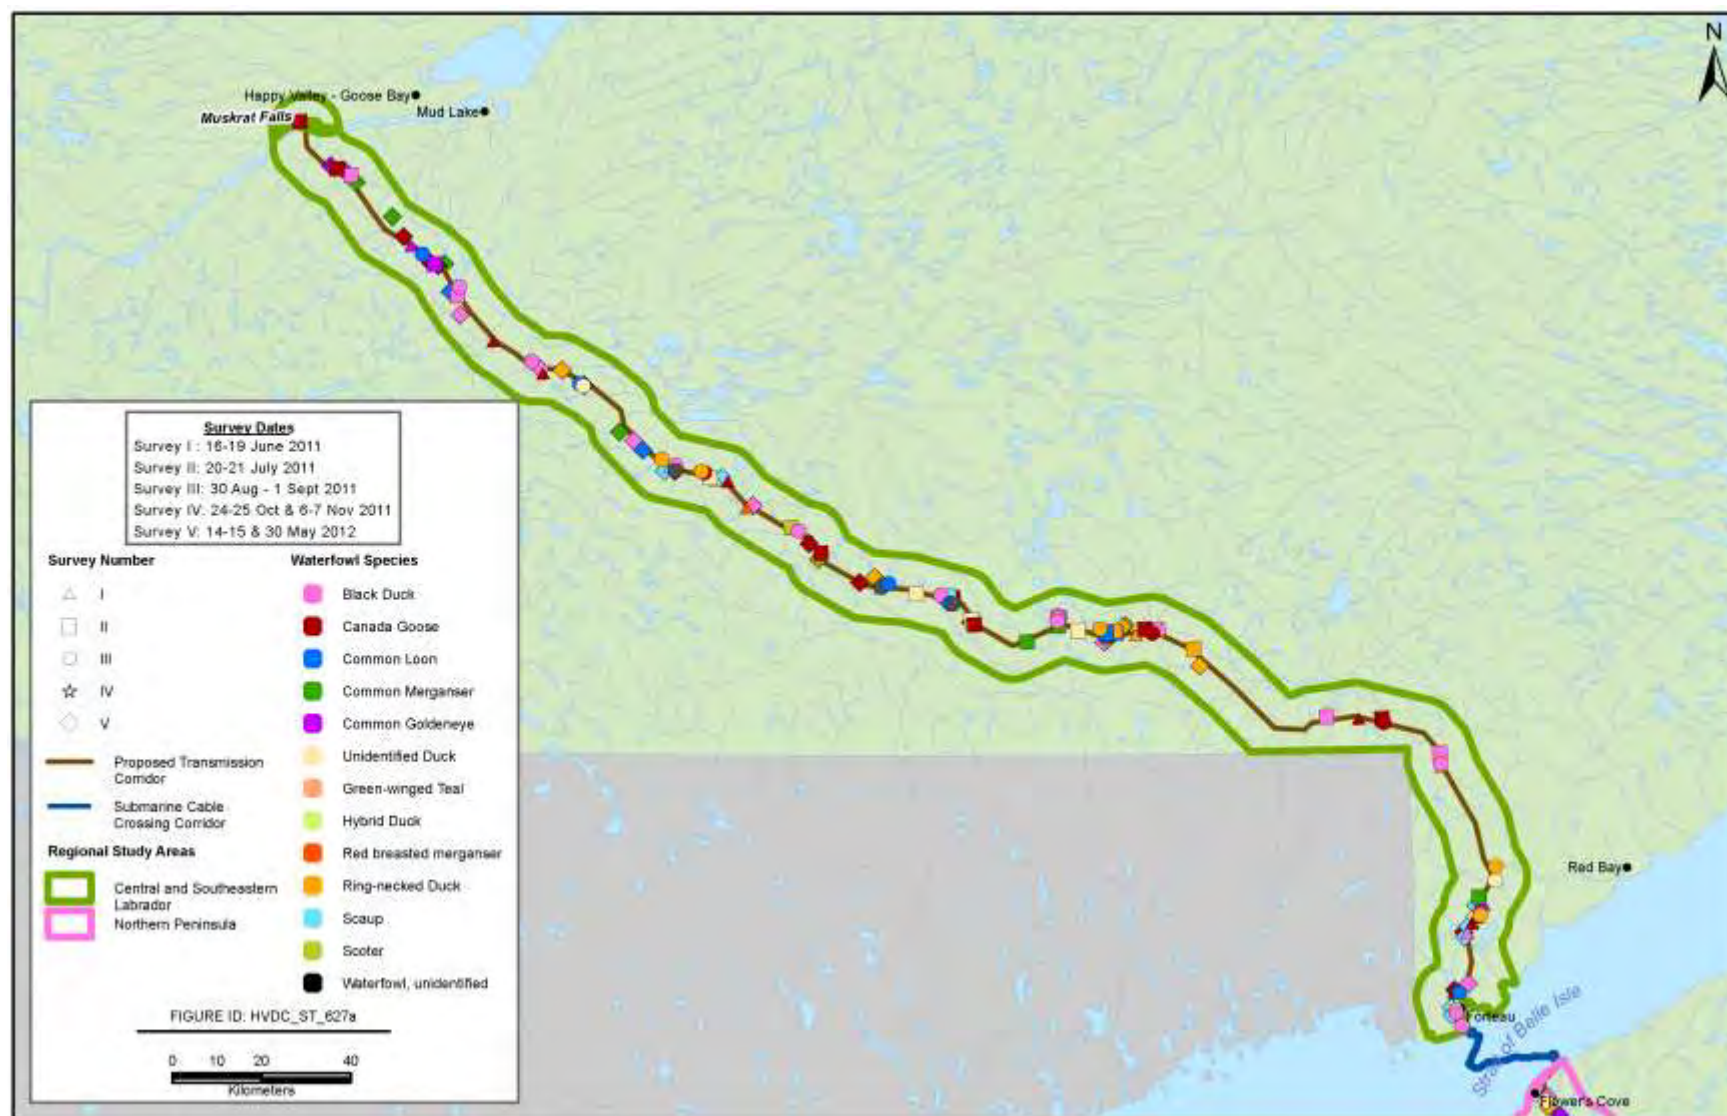 N
Happy Valley - Goose Bay
Mud Lake
Muskrat Falls
Survey Dates
Survey I : 16-19 June 2011
Survey II: 20-21 July 2011
Survey III: 30 Aug - 1 Sept 2011
Survey IV: 24-25 Oct & 6-7 Nov 2011
Survey V: 14-15 & 30 May 2012
Survey Number
I
II
III
IV
V
Proposed Transmission
Corridor
Submarine Cable
Crossing Corridor
Regional Study Areas
Central and Southeastern
Labrador
Northern Peninsula
Waterfowl Species
Black Duck
Canada Goose
Common Loon
Common Merganser
Common Goldeneye
Unidentified Duck
Green-winged Teal
Hybrid Duck
Red breasted merganser
Ring-necked Duck
Scaup
Scoter
Waterfowl, unidentified
FIGURE ID: HVDC_ST_627a
0 10 20 40
Kilometers
Red Bay
Forteau
Strait of Belle Isle
Flower's Cove